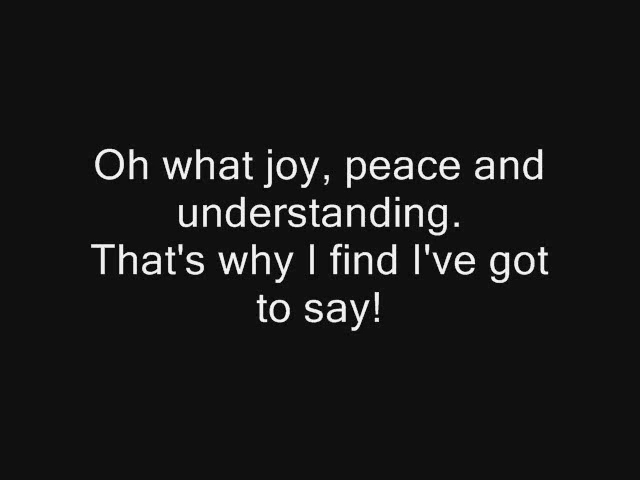 Oh what joy, peace and
understanding.
That's why I find I've got
to say!